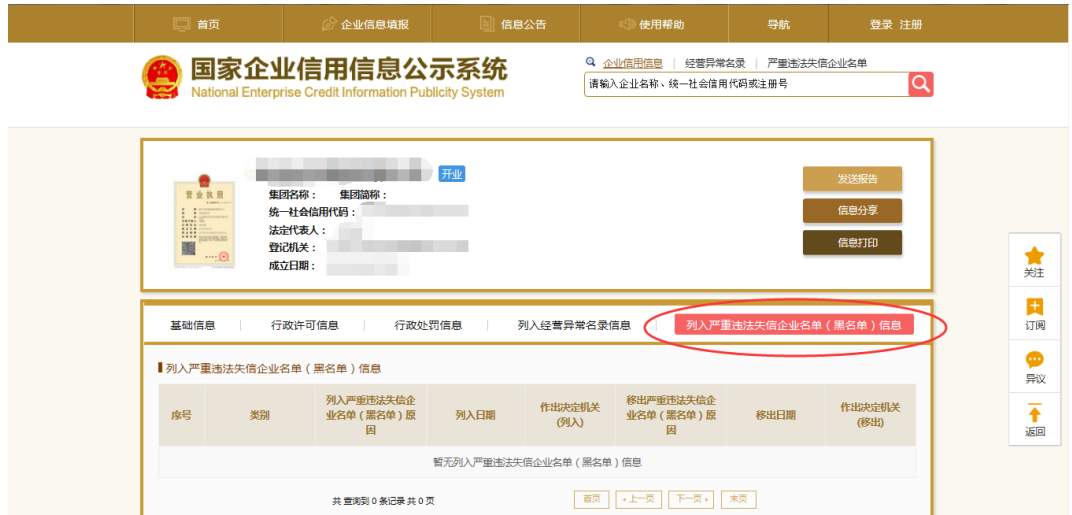 首页 企业信息填报 信息公告 使用帮助 导航 登录 注册
国家企业信用信息公示系统
National Enterprise Credit Information Publicity System
企业信用信息 | 经营异常名录 | 严重违法失信企业名单
请输入企业名称、统一社会信用代码或注册号
开业
集团名称： 集团简称：
统一社会信用代码：
法定代表人：
登记机关：
成立日期：
营业执照
发送报告
信息分享
信息打印
关注
订阅
异议
返回
基础信息 | 行政许可信息 | 行政处罚信息 | 列入经营异常名录信息 | 列入严重违法失信企业名单（黑名单）信息
列入严重违法失信企业名单（黑名单）信息
序号
类别
列入严重违法失信企
业名单（黑名单）原
因
列入日期
作出决定机关
(列入)
移出严重违法失信企
业名单（黑名单）原
因
移出日期
作出决定机关
(移出)
暂无列入严重违法失信企业名单（黑名单）信息
共 查询到 0 条记录 共 0 页
首页 上一页 下一页 末页